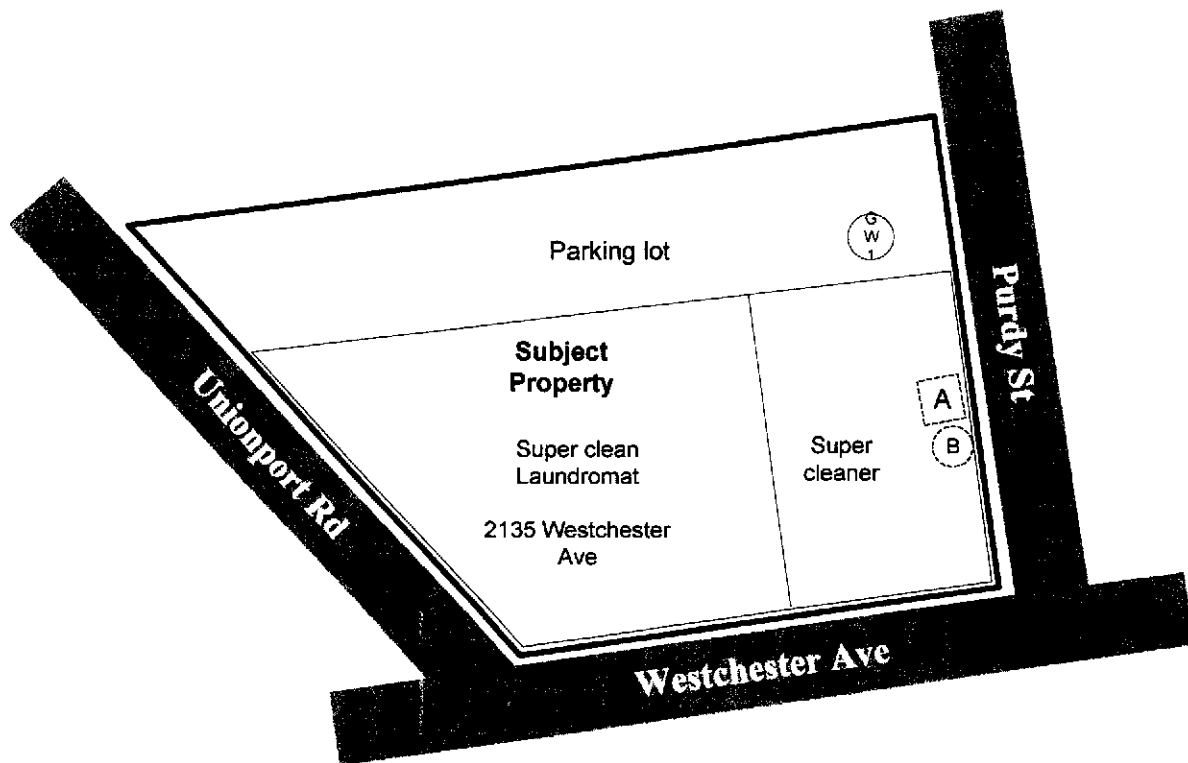 G
W
1
Parking lot
Purdy St
Subject
Property
Unionport Rd
A
B
Super clean
Laundromat
Super
cleaner
2135 Westchester
Ave
Westchester Ave